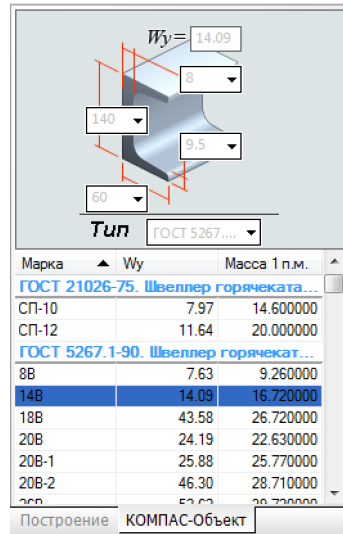 Wy= 14.09
8
140
9.5
60
Тип ГОСТ 5267....
Марка Wy Масса 1 п.м.
ГОСТ 21026-75. Швеллер горячеката...
СП-10 7.97 14.600000
СП-12 11.64 20.000000
ГОСТ 5267.1-90. Швеллер горячекат...
8В 7.63 9.260000
14В 14.09 16.720000
18В 43.58 26.720000
20В 24.19 22.630000
20В-1 25.88 25.770000
20В-2 46.30 28.710000
Построение КОМПАС-Объект